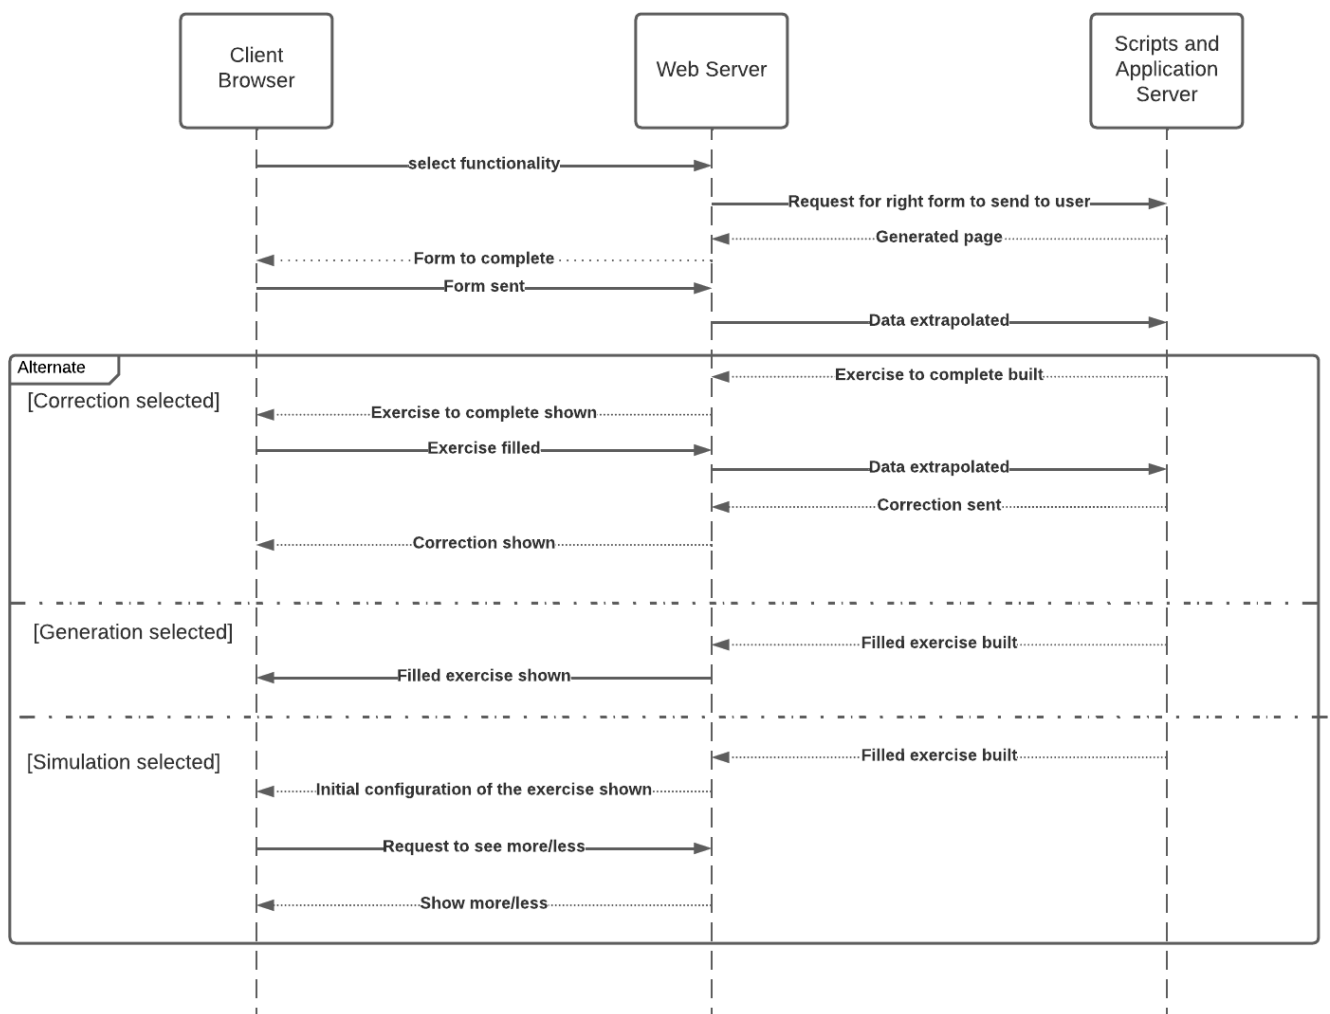 Client
Browser
Web Server
Scripts and
Application
Server
select functionality
Request for right form to send to user
Generated page
Form to complete
Form sent
Data extrapolated
Alternate
Exercise to complete built
[Correction selected]
Exercise to complete shown
Exercise filled
Data extrapolated
Correction sent
Correction shown
[Generation selected]
Filled exercise built
Filled exercise shown
[Simulation selected]
Filled exercise built
Initial configuration of the exercise shown
Request to see more/less
Show more/less